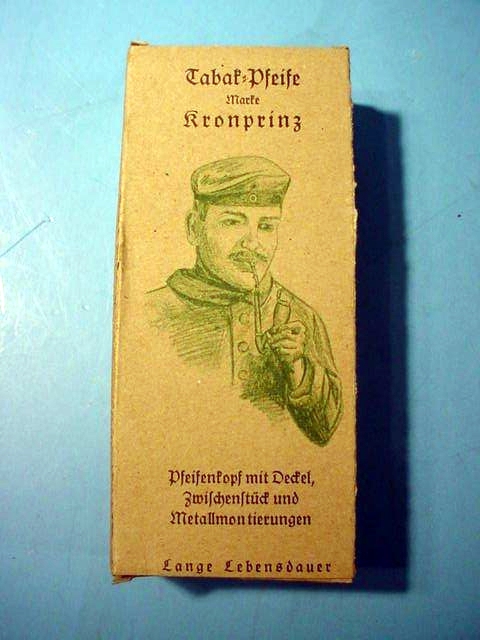 Tabak-Pfeife
Marke
Kronprinz
Pfeifenkopf mit Deckel,
Zwischenstück und
Metallmontierungen
Lange Lebensdauer